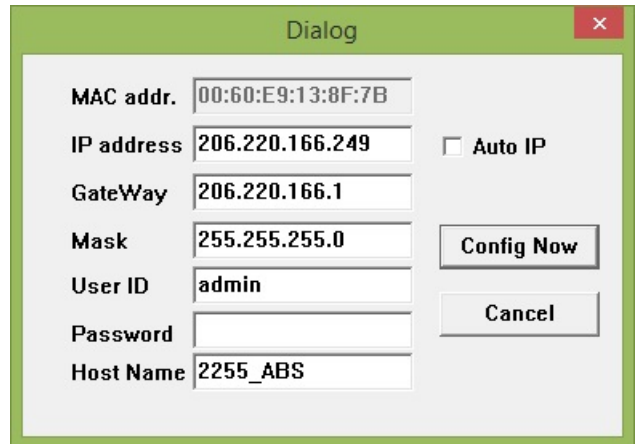 Dialog
MAC addr. 00:60:E9:13:8F:7B
IP address 206.220.166.249 Auto IP
GateWay 206.220.166.1
Mask 255.255.255.0 Config Now
User ID admin
Cancel
Password
Host Name 2255_ABS